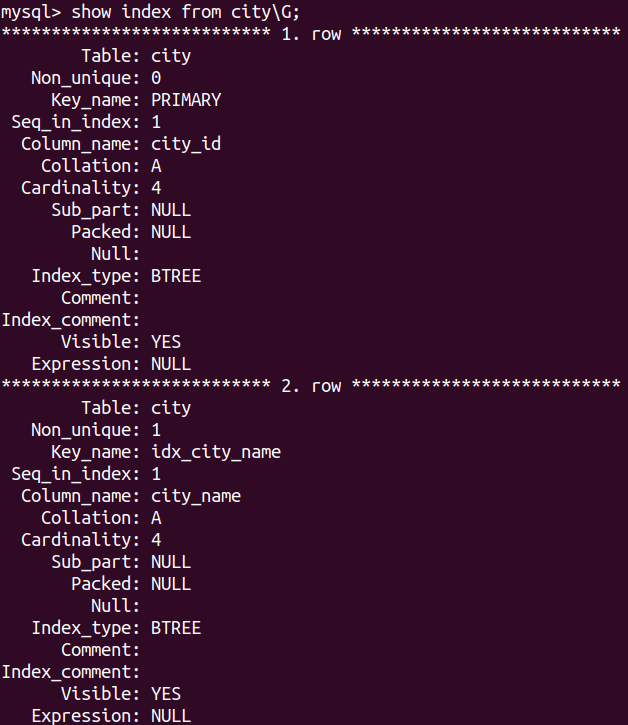 mysql> show index from city\G;
*************************** 1. row ***************************
Table: city
Non_unique: 0
Key_name: PRIMARY
Seq_in_index: 1
Column_name: city_id
Collation: A
Cardinality: 4
Sub_part: NULL
Packed: NULL
Null:
Index_type: BTREE
Comment:
Index_comment:
Visible: YES
Expression: NULL
*************************** 2. row ***************************
Table: city
Non_unique: 1
Key_name: idx_city_name
Seq_in_index: 1
Column_name: city_name
Collation: A
Cardinality: 4
Sub_part: NULL
Packed: NULL
Null:
Index_type: BTREE
Comment:
Index_comment:
Visible: YES
Expression: NULL